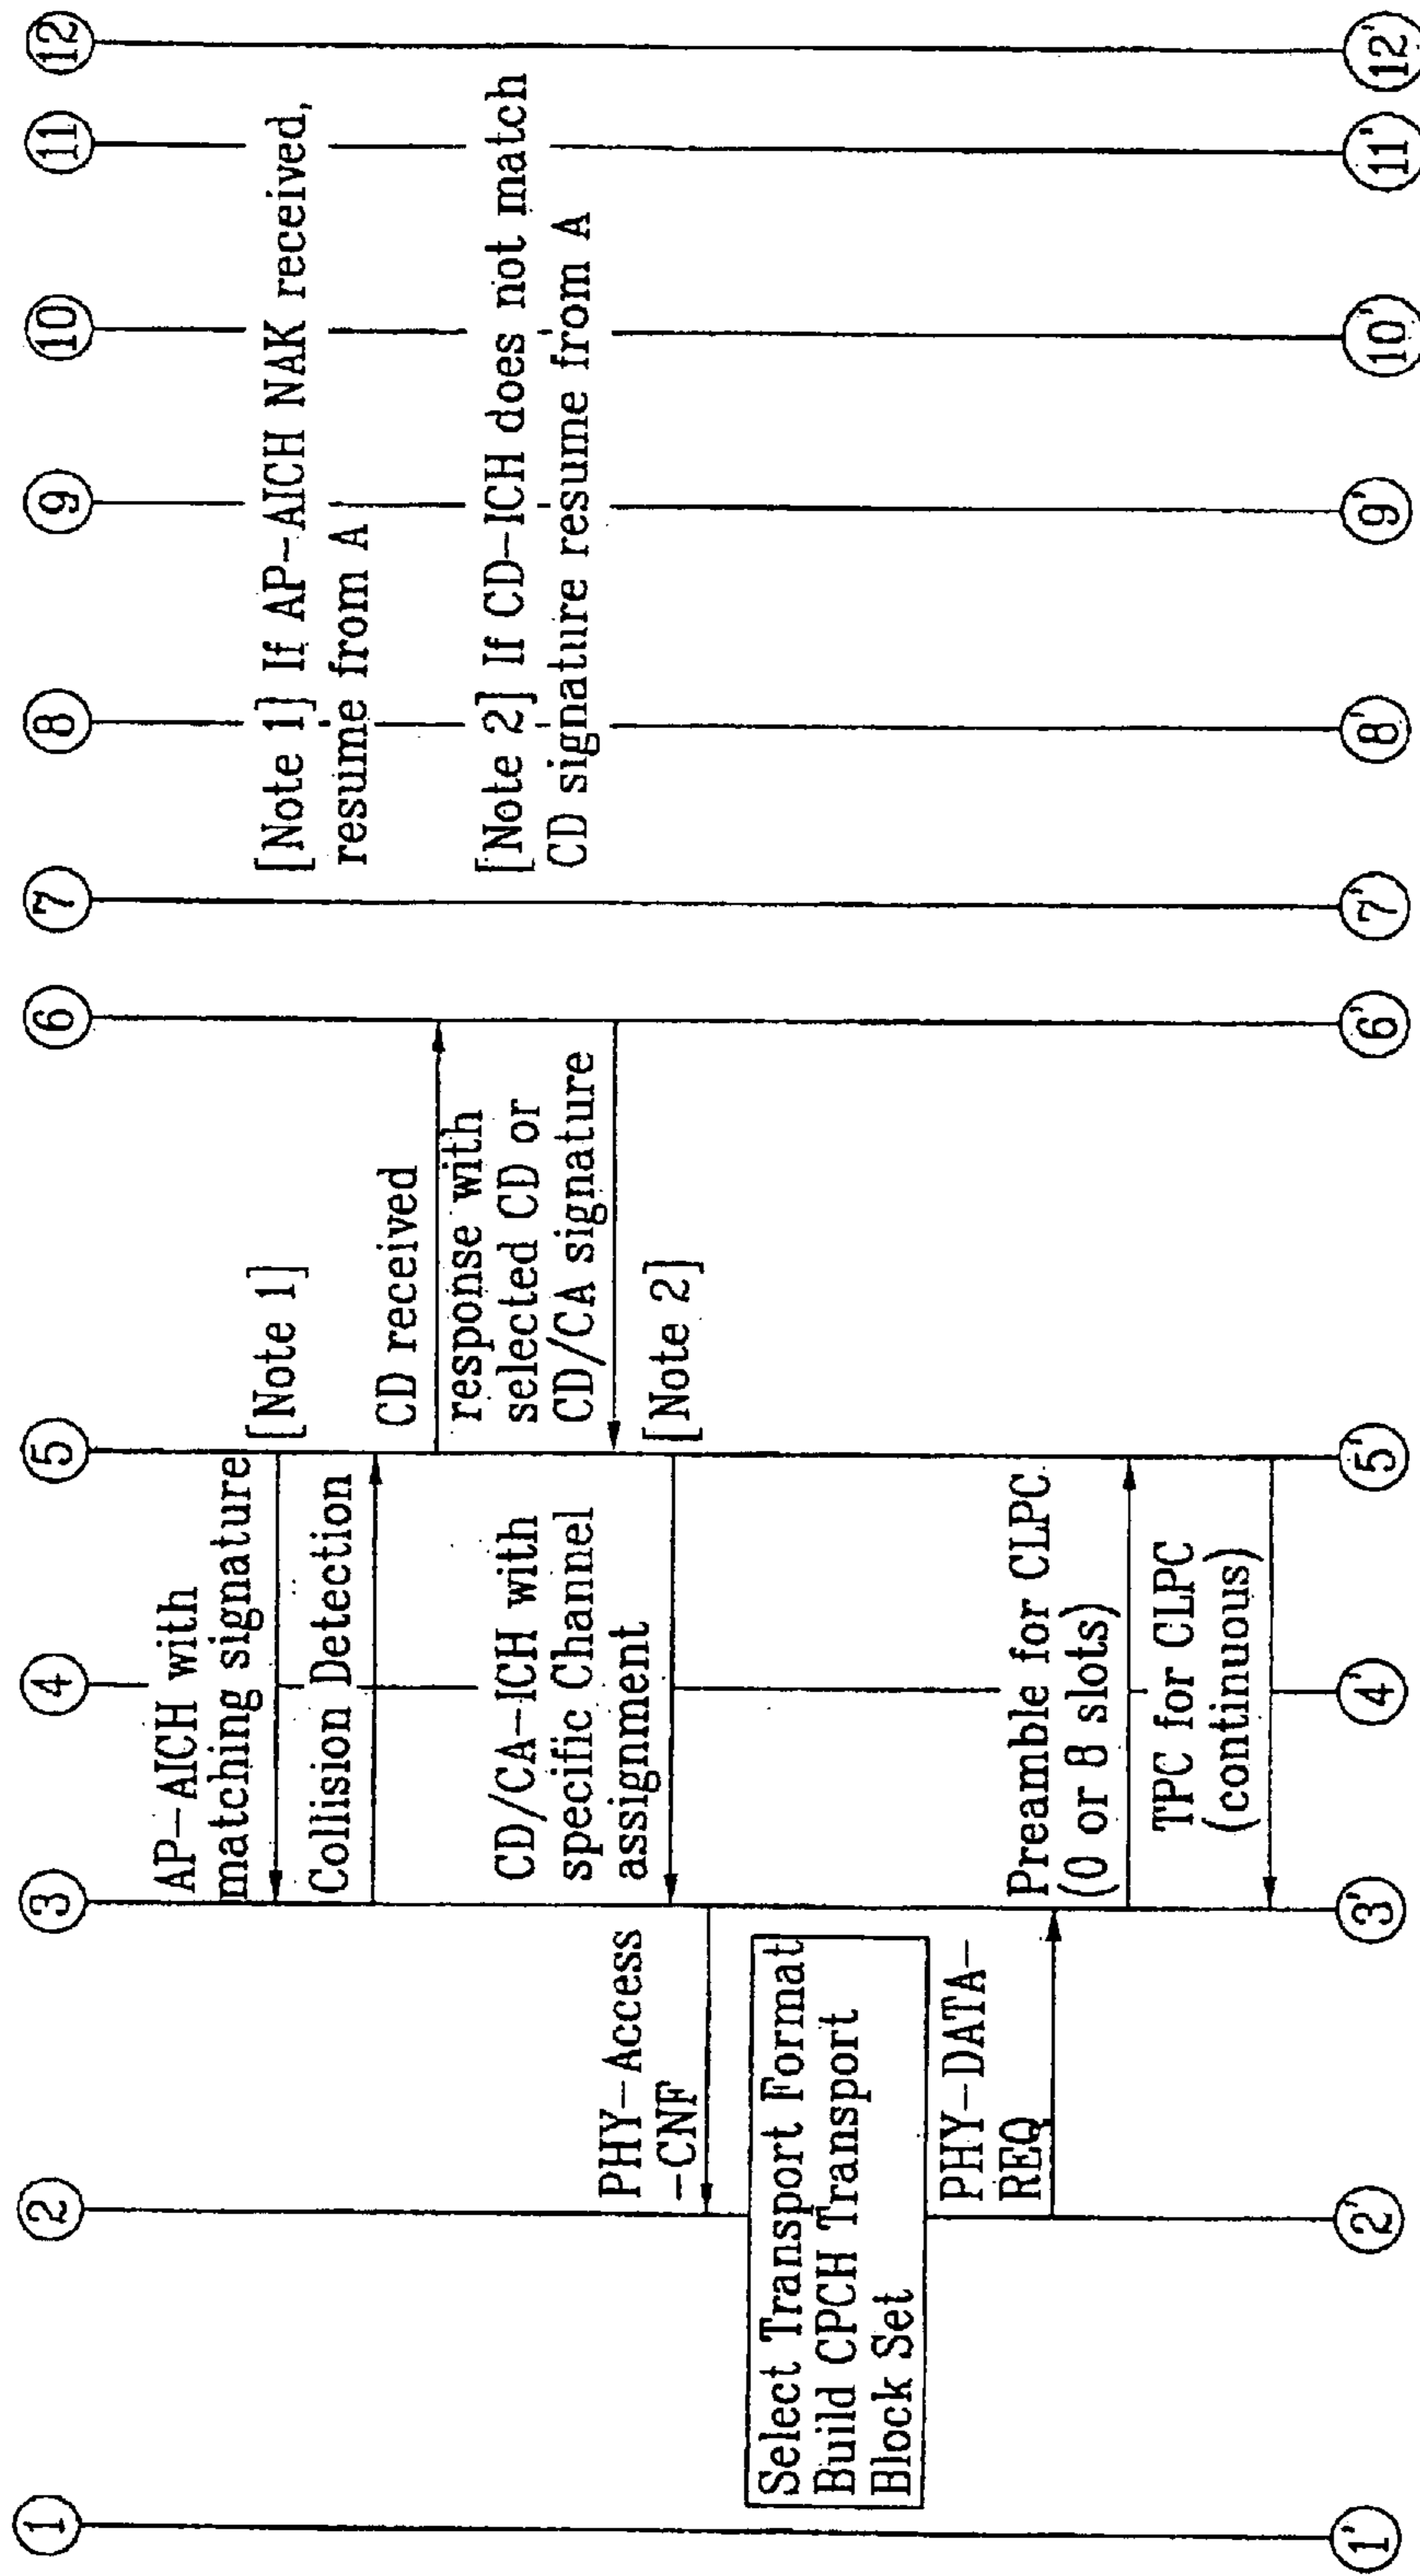 1
2
3
4
5
6
7
8
9
10
11
12
AP-AICH with
matching signature
[Note 1]
[Note 1] If AP-AICH NAK received,
resume from A
Collision Detection
CD received
response with
selected CD or
CD/CA signature
[Note 2] If CD-ICH does not match
CD signature resume from A
CD/CA-ICH with
specific Channel
assignment
[Note 2]
PHY-Access
-CNF
Select Transport Format
Build CPCH Transport
Block Set
PHY-DATA-
REQ
Preamble for CLPC
(0 or 8 slots)
TPC for CLPC
(continuous)
1'
2'
3'
4'
5'
6'
7'
8'
9'
10'
11'
12'